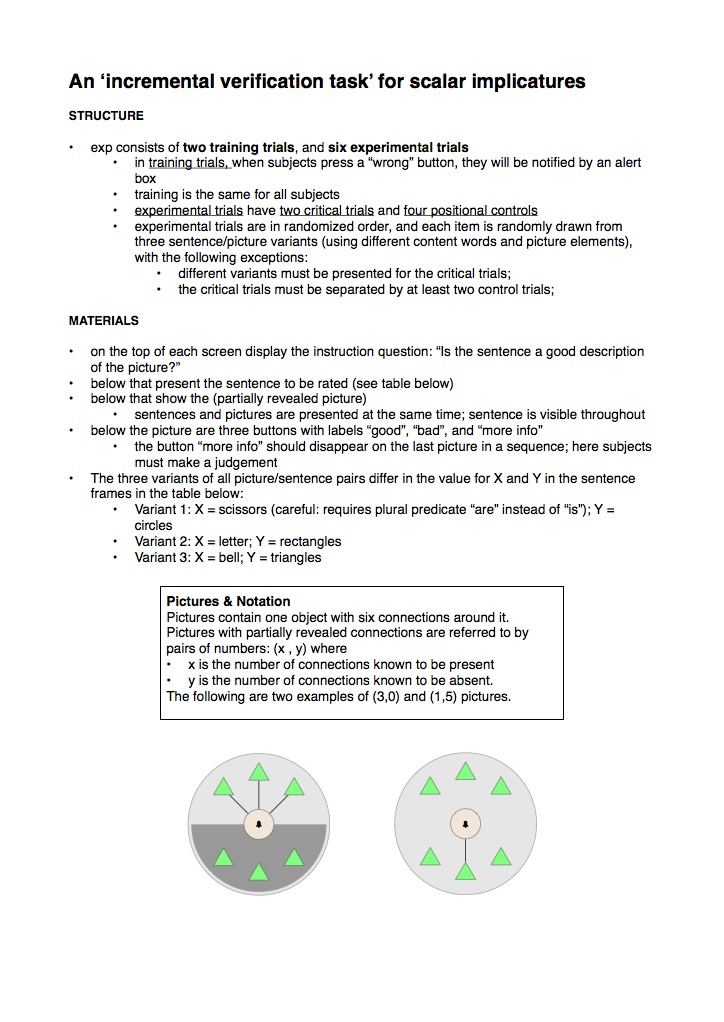 An ‘incremental verification task’ for scalar implicatures
STRUCTURE
• exp consists of two training trials, and six experimental trials
• in training trials, when subjects press a “wrong” button, they will be notified by an alert
box
• training is the same for all subjects
• experimental trials have two critical trials and four positional controls
• experimental trials are in randomized order, and each item is randomly drawn from
three sentence/picture variants (using different content words and picture elements),
with the following exceptions:
• different variants must be presented for the critical trials;
• the critical trials must be separated by at least two control trials;
MATERIALS
• on the top of each screen display the instruction question: “Is the sentence a good description
of the picture?”
• below that present the sentence to be rated (see table below)
• below that show the (partially revealed picture)
• sentences and pictures are presented at the same time; sentence is visible throughout
• below the picture are three buttons with labels “good”, “bad”, and “more info”
• the button “more info” should disappear on the last picture in a sequence; here subjects
must make a judgement
• The three variants of all picture/sentence pairs differ in the value for X and Y in the sentence
frames in the table below:
• Variant 1: X = scissors (careful: requires plural predicate “are” instead of “is”); Y =
circles
• Variant 2: X = letter; Y = rectangles
• Variant 3: X = bell; Y = triangles
Pictures & Notation
Pictures contain one object with six connections around it.
Pictures with partially revealed connections are referred to by
pairs of numbers: (x , y) where
• x is the number of connections known to be present
• y is the number of connections known to be absent.
The following are two examples of (3,0) and (1,5) pictures.